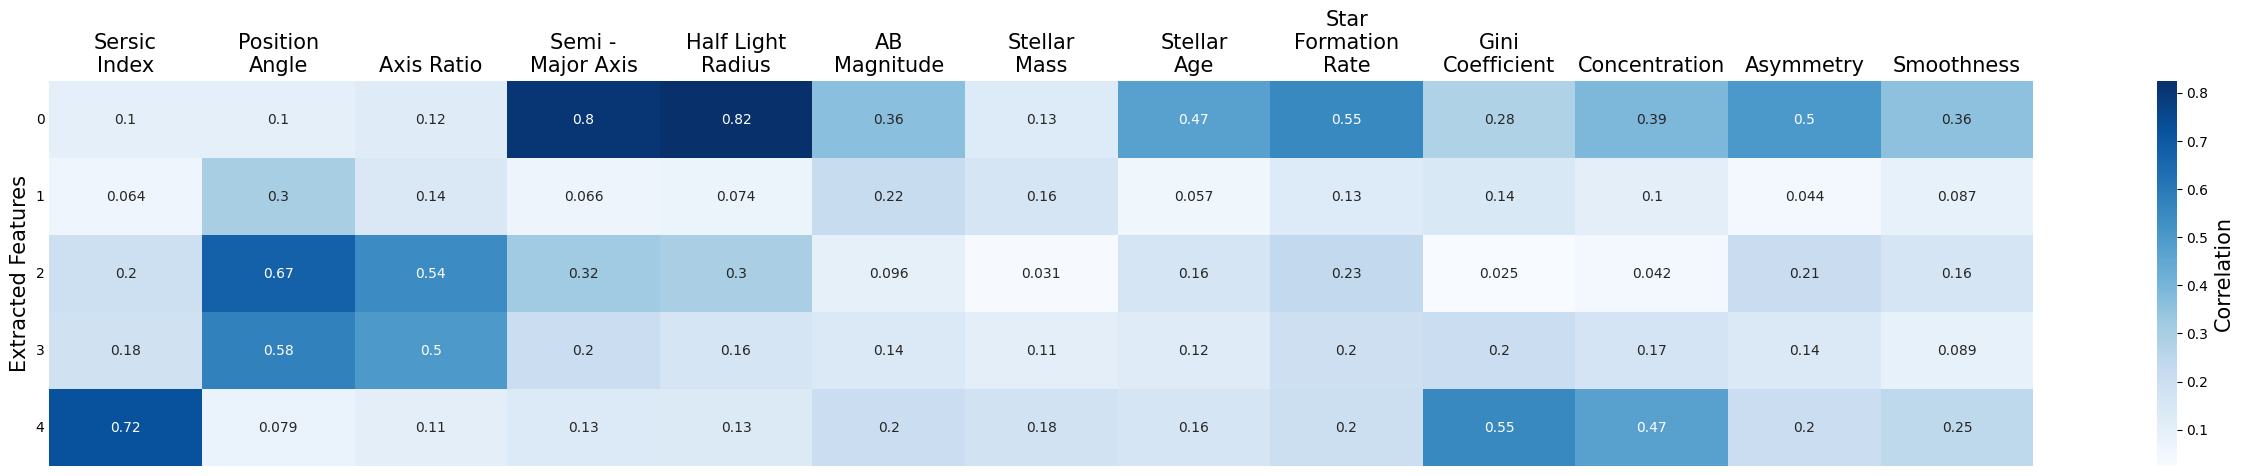 Star
Sersic Position Semi - Half Light AB Stellar Stellar Formation Gini
Index Angle Axis Ratio Major Axis Radius Magnitude Mass Age Rate Coefficient Concentration Asymmetry Smoothness
0 0.1 0.1 0.12 0.8 0.82 0.36 0.13 0.47 0.55 0.28 0.39 0.5 0.36
1 0.064 0.3 0.14 0.066 0.074 0.22 0.16 0.057 0.13 0.14 0.1 0.044 0.087
2 0.2 0.67 0.54 0.32 0.3 0.096 0.031 0.16 0.23 0.025 0.042 0.21 0.16
3 0.18 0.58 0.5 0.2 0.16 0.14 0.11 0.12 0.2 0.2 0.17 0.14 0.089
4 0.72 0.079 0.11 0.13 0.13 0.2 0.18 0.16 0.2 0.55 0.47 0.2 0.25
Extracted Features
0.8
0.7
0.6
0.5
0.4
0.3
0.2
0.1
Correlation